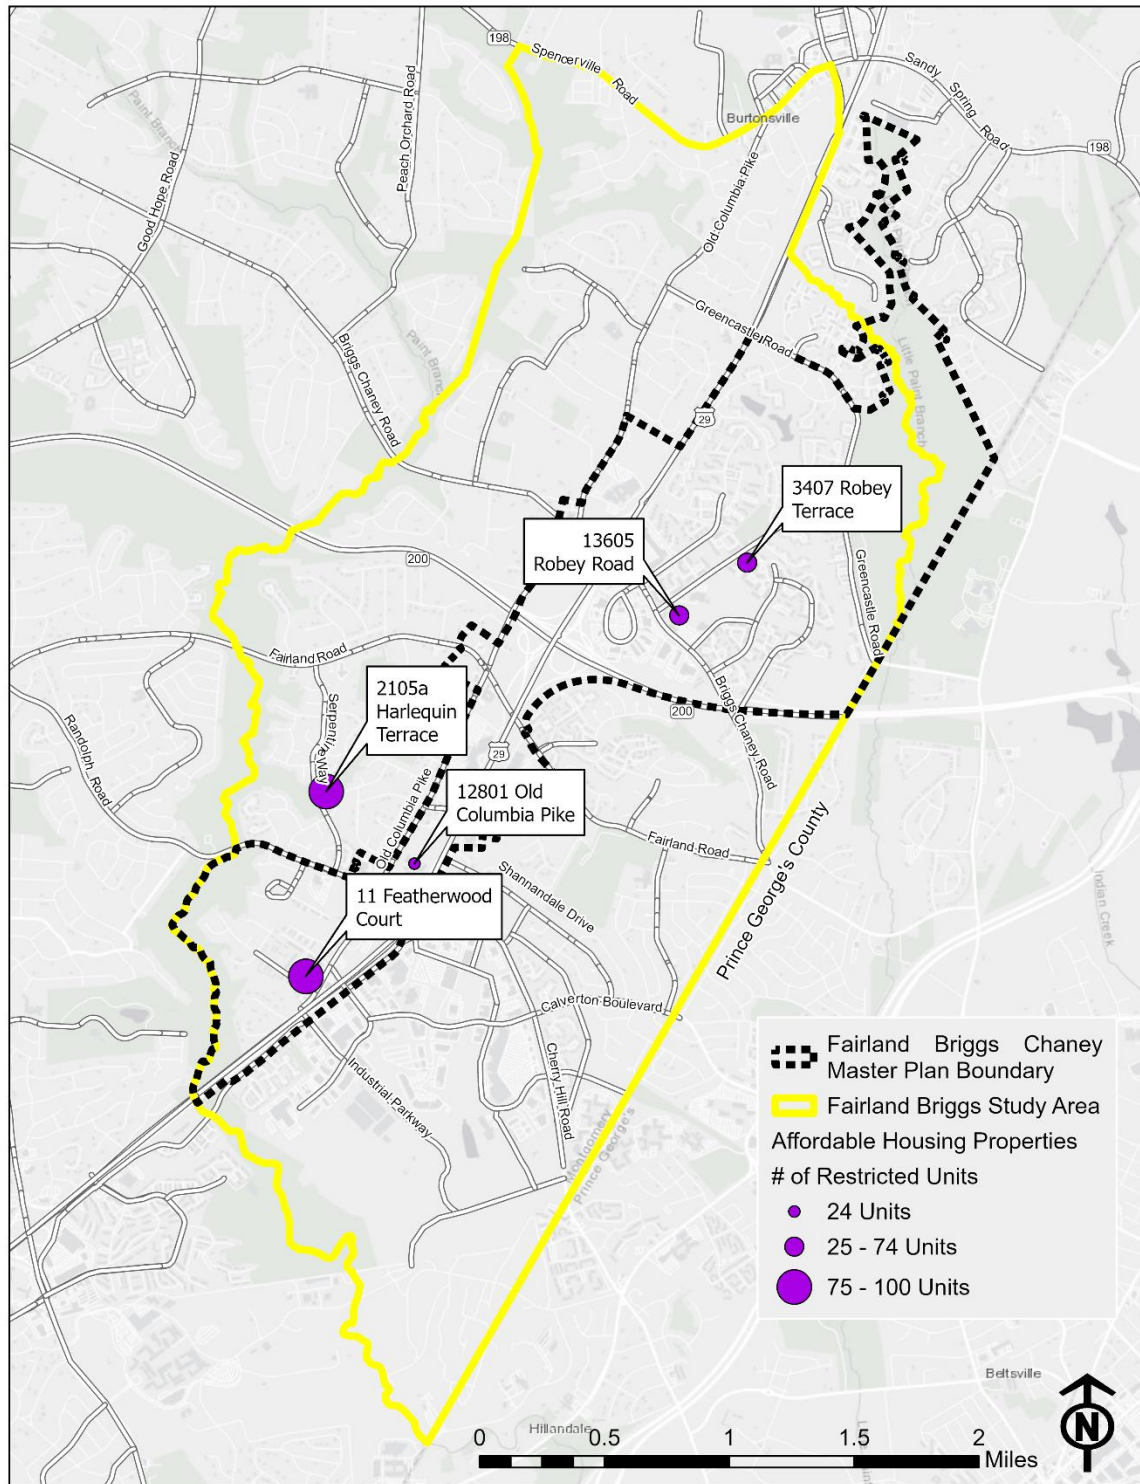 198
Spencerville Road
Sandy Spring Road
Burtonsville
198
Paint Branch
Peach Orchard Road
Good Hope Road
Old Columbia Pike
Greencastle Road
Paint Branch
Little Paint Branch
Briggs Chaney Road
29
3407 Robey
Terrace
13605
Robey Road
200
Greencastle Road
Fairland Road
2105a
Harlequin
Terrace
Serpentine Way
Randolph Road
200
Briggs Chaney Road
29
12801 Old
Columbia Pike
Old Columbia Pike
Fairland Road
Prince George's County
Indian Creek
11 Featherwood
Court
Shannandale Drive
Calverton Boulevard
Industrial Parkway
Cherry Hill Road
Montgomery
Prince George's
Fairland Briggs Chaney
Master Plan Boundary
Fairland Briggs Study Area
Affordable Housing Properties
# of Restricted Units
24 Units
25 - 74 Units
75 - 100 Units
Beltsville
Hillandale
0 0.5 1 1.5 2
Miles
N